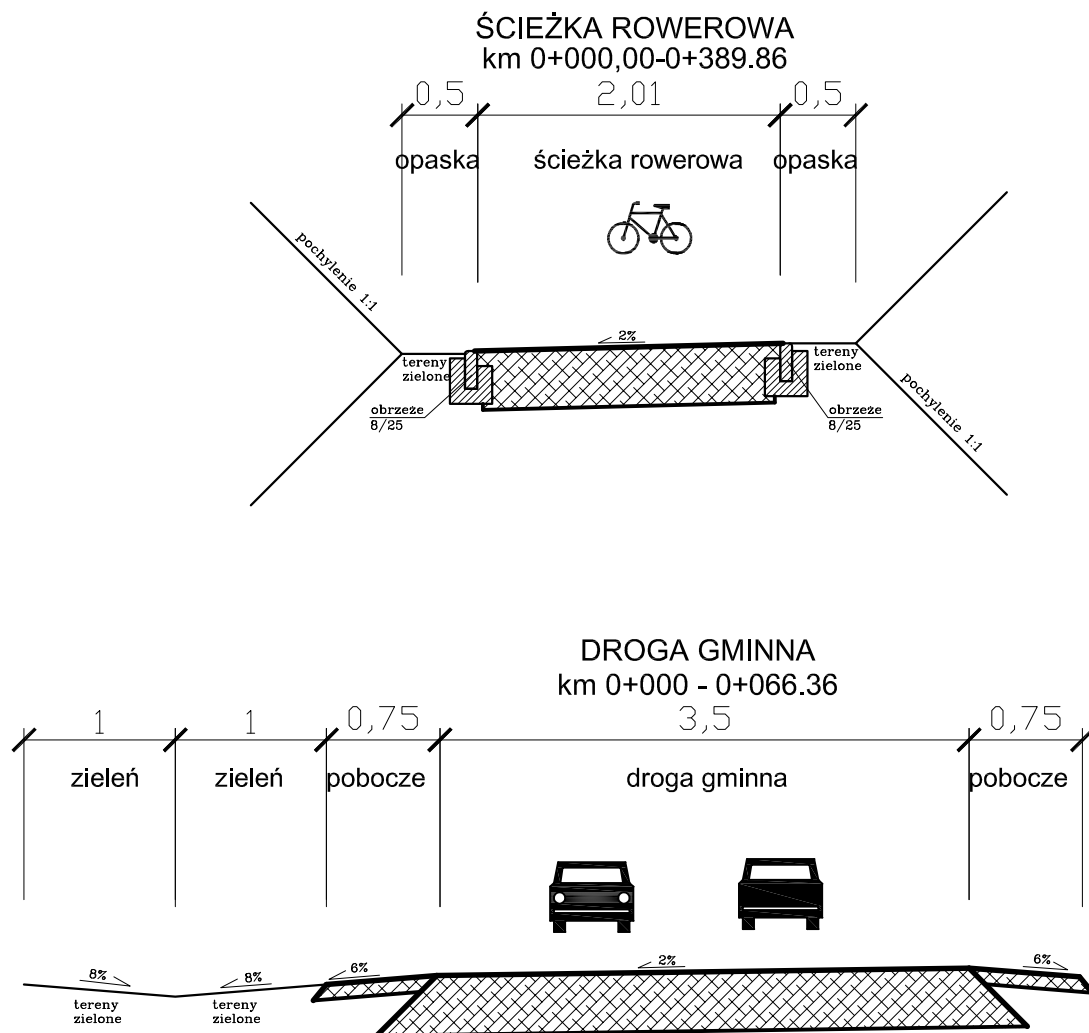 ŚCIEŻKA ROWEROWA
km 0+000,00-0+389.86
0,5 2,01 0,5
opaska ścieżka rowerowa opaska
pochylenie 1:1
2%
tereny
zielone
tereny
zielone
obrzeże
8/25
obrzeże
8/25
pochylenie 1:1
DROGA GMINNA
km 0+000 - 0+066.36
1 1 0,75 3,5 0,75
zieleń zieleń pobocze droga gminna pobocze
8% 8% 6% 2% 6%
tereny
zielone
tereny
zielone